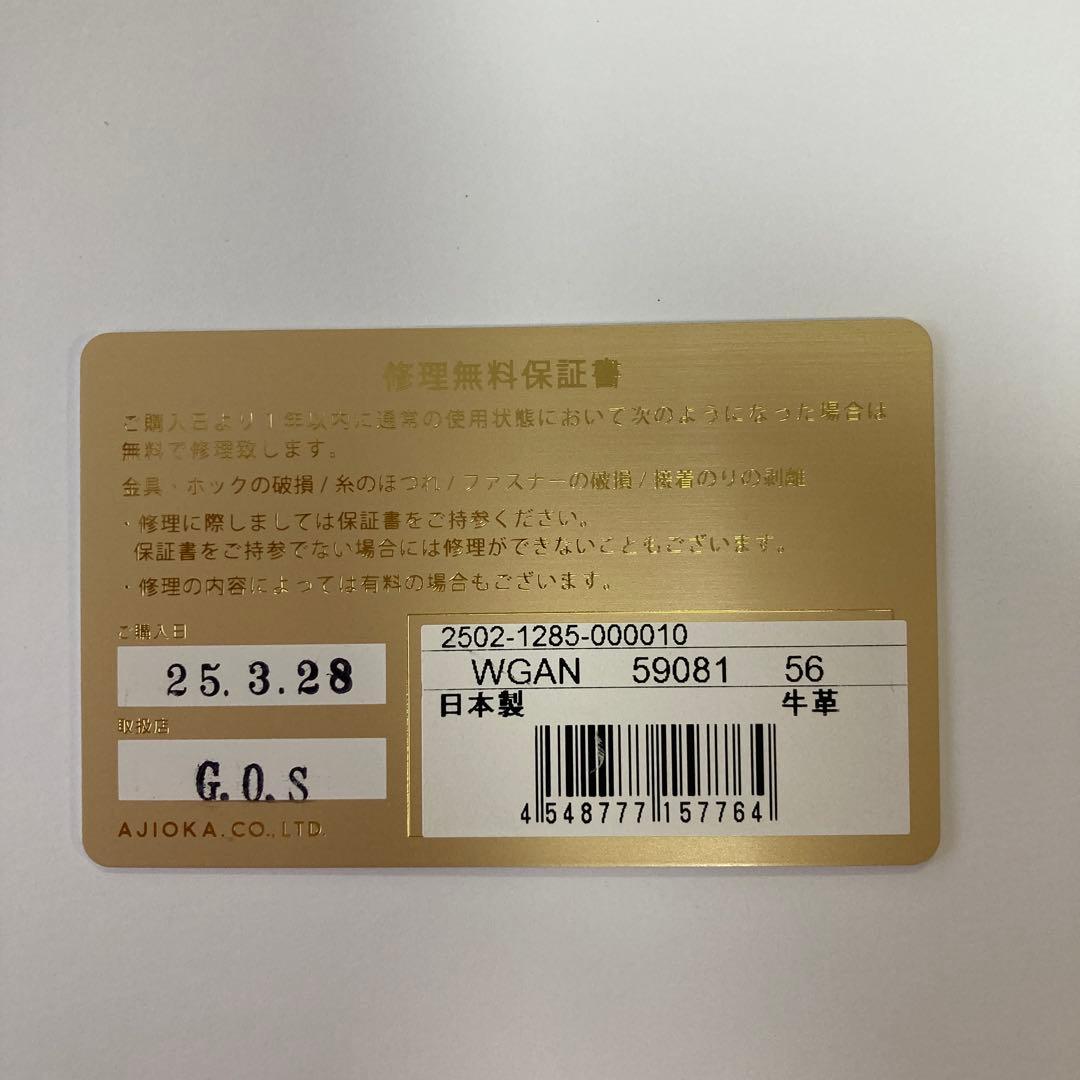 修理無料保証書
ご購入日より1年以内に通常の使用状態において次のようになった場合は
無料で修理致します。
金具・ホックの破損/糸のほつれ/ファスナーの破損/接着のりの剥離
・修理に際しましては保証書をご持参ください。
保証書をご持参でない場合には修理ができないこともございます。
・修理の内容によっては有料の場合もございます。
ご購入日
25.3.28
取扱店
G.O.S
AJIOKA.CO.,LTD.
2502-1285-000010
WGAN 59081 56
日本製 牛革
4548777157764